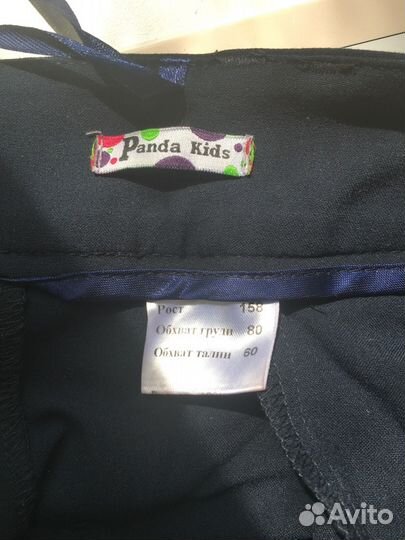 Panda Kids
Рост 158
Обхват груди 80
Обхват талии 60
Avito